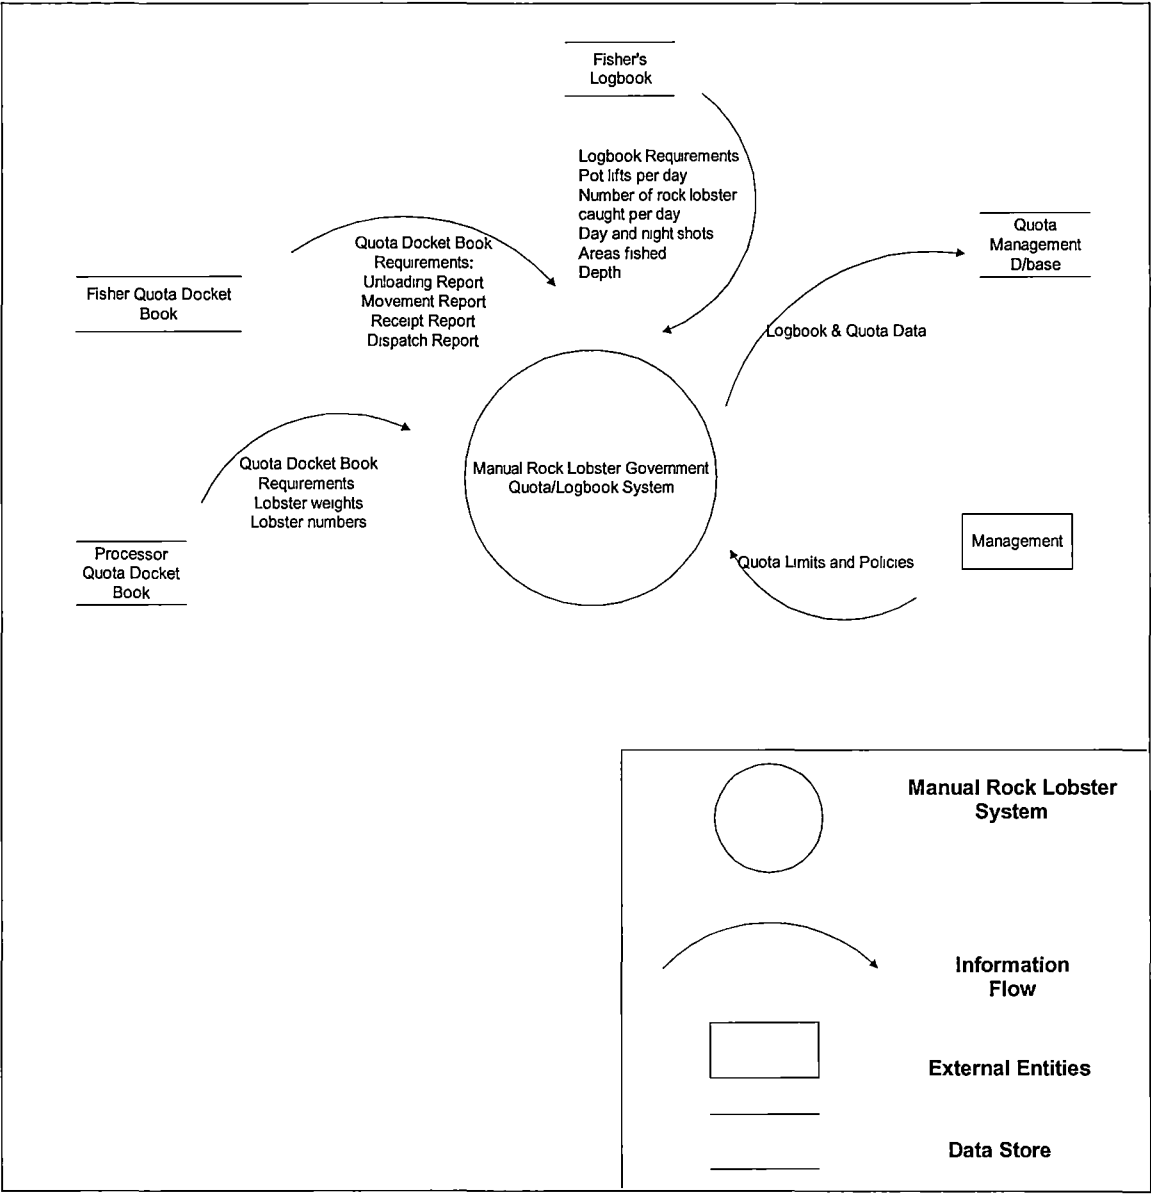 Fisher's
Logbook
Logbook Requirements
Pot lifts per day
Number of rock lobster
caught per day
Day and night shots
Areas fished
Depth
Quota Docket Book
Requirements:
Unloading Report
Movement Report
Receipt Report
Dispatch Report
Fisher Quota Docket
Book
Quota
Management
D/base
Logbook & Quota Data
Quota Docket Book
Requirements
Lobster weights
Lobster numbers
Manual Rock Lobster Government
Quota/Logbook System
Processor
Quota Docket
Book
Management
Quota Limits and Policies
Manual Rock Lobster
System
Information
Flow
External Entities
Data Store